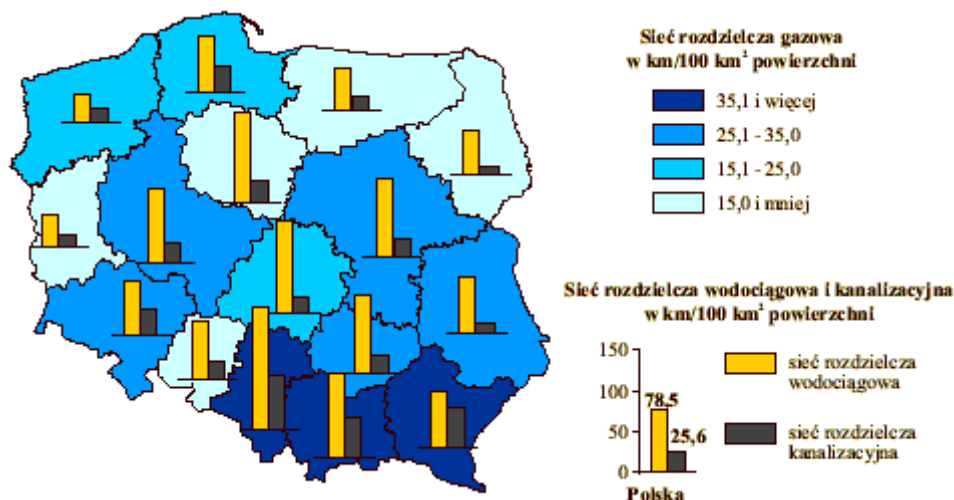 Sieć rozdzielcza gazowa
w km/100 km² powierzchni
35,1 i więcej
25,1 - 35,0
15,1 - 25,0
15,0 i mniej
Sieć rozdzielcza wodociągowa i kanalizacyjna
w km/100 km² powierzchni
150
100
50
0
78,5
25,6
Polska
sieć rozdzielcza
wodociągowa
sieć rozdzielcza
kanalizacyjna